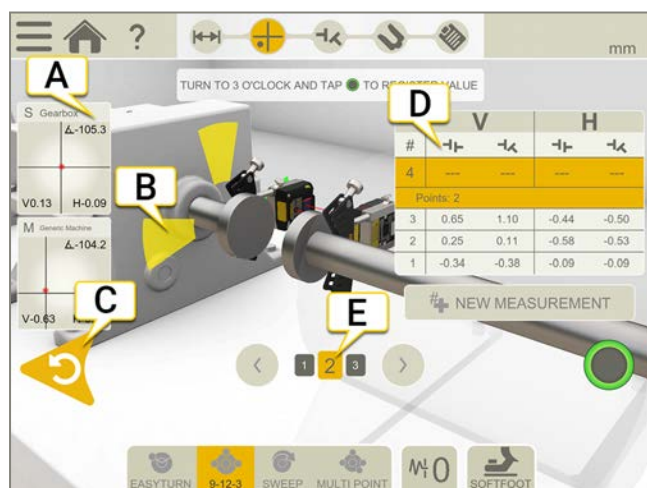 ?
mm
TURN TO 3 O'CLOCK AND TAP TO REGISTER VALUE
A
S Gearbox
-105.3
V0.13 H-0.09
M Generic Machine
-104.2
V-0.63
B
C
D
V H
#
4 --- --- --- ---
Points: 2
3 0.65 1.10 -0.44 -0.50
2 0.25 0.11 -0.58 -0.53
1 -0.34 -0.38 -0.09 -0.09
# NEW MEASUREMENT
E
1 2 3
EASYTURN 9-12-3 SWEEP MULTI POINT
0
SOFTFOOT